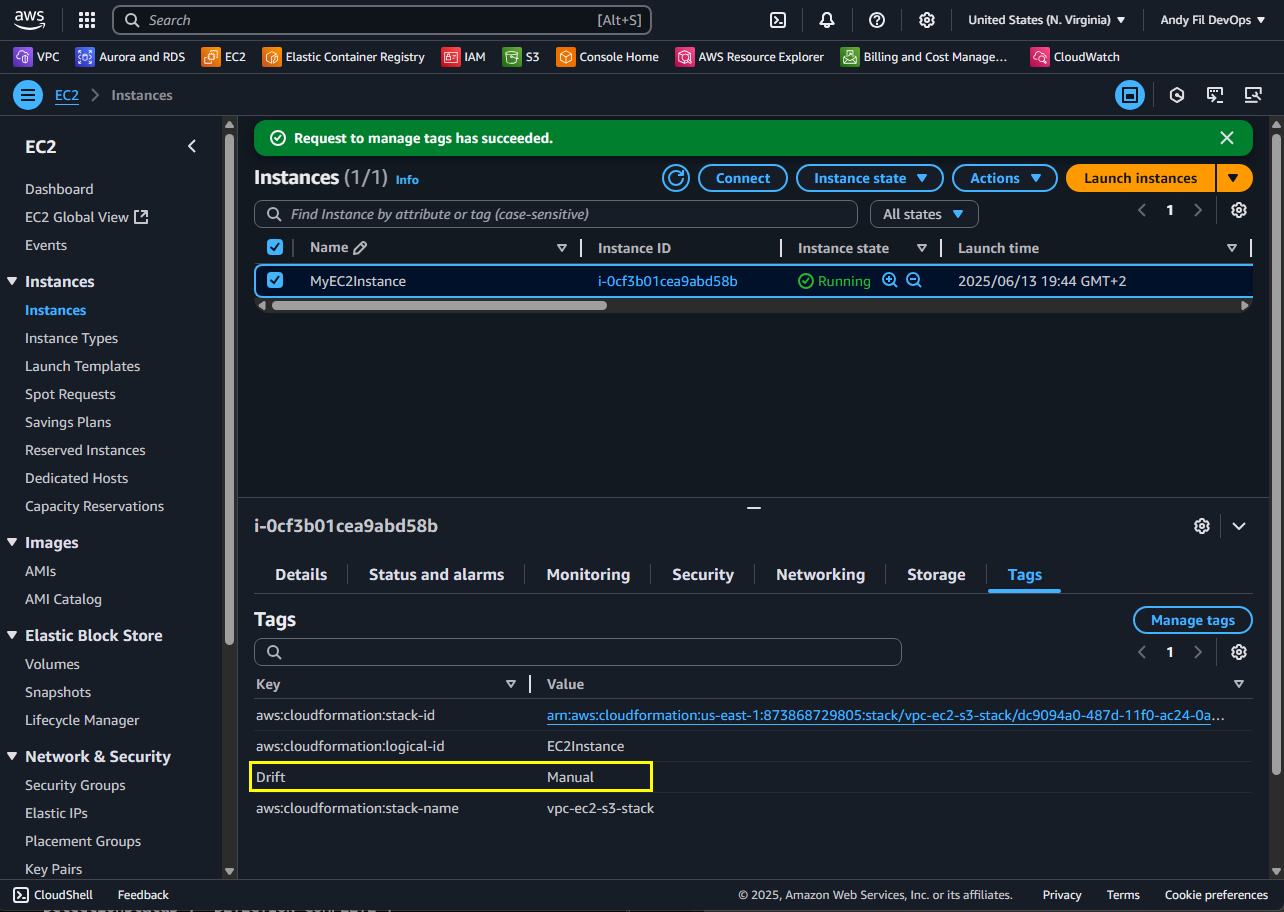 aws
Search [Alt+S]
United States (N. Virginia)
Andy Fil DevOps
VPC
Aurora and RDS
EC2
Elastic Container Registry
IAM
S3
Console Home
AWS Resource Explorer
Billing and Cost Manage...
CloudWatch
EC2
Instances
EC2
Dashboard
EC2 Global View
Events
Instances
Instances
Instance Types
Launch Templates
Spot Requests
Savings Plans
Reserved Instances
Dedicated Hosts
Capacity Reservations
Images
AMIs
AMI Catalog
Elastic Block Store
Volumes
Snapshots
Lifecycle Manager
Network & Security
Security Groups
Elastic IPs
Placement Groups
Key Pairs
Request to manage tags has succeeded.
Instances (1/1) Info
Connect
Instance state
Actions
Launch instances
Find Instance by attribute or tag (case-sensitive)
All states
1
Name
Instance ID
Instance state
Launch time
MyEC2Instance
i-0cf3b01cea9abd58b
Running
2025/06/13 19:44 GMT+2
i-0cf3b01cea9abd58b
Details
Status and alarms
Monitoring
Security
Networking
Storage
Tags
Tags
Manage tags
1
Key Value
aws:cloudformation:stack-id arn:aws:cloudformation:us-east-1:873868729805:stack/vpc-ec2-s3-stack/dc9094a0-487d-11f0-ac24-0a...
aws:cloudformation:logical-id EC2Instance
Drift Manual
aws:cloudformation:stack-name vpc-ec2-s3-stack
CloudShell
Feedback
© 2025, Amazon Web Services, Inc. or its affiliates.
Privacy
Terms
Cookie preferences